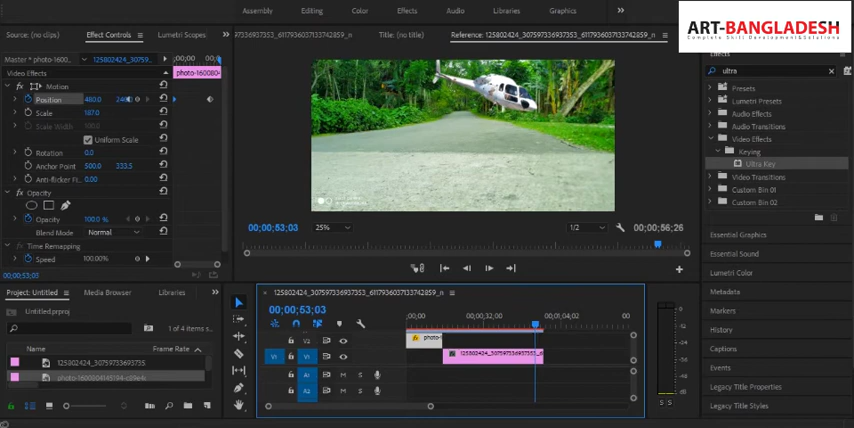 Assembly Editing Color Effects Audio Libraries Graphics
ART-BANGLADESH
Complete Skill Development&Solutions
Source: (no clips) Effect Controls Lumetri Scopes
Title: (no title)
Master * photo-1600...
Video Effects
Motion
Position 480.0
Scale 187.0
Scale Width 100.0
Uniform Scale
Rotation 0.0
Anchor Point 500.0 333.5
Anti-flicker Fi 0.00
Opacity
Opacity 100.0 %
Blend Mode Normal
Time Remapping
Speed 100.00%
00;00;53;03
00;00;53;03 25% 1/2 00;00;56;26
Effects
ultra
Presets
Lumetri Presets
Audio Effects
Audio Transitions
Video Effects
Keying
Ultra Key
Video Transitions
Custom Bin 01
Custom Bin 02
Essential Graphics
Essential Sound
Lumetri Color
Metadata
Markers
History
Captions
Events
Legacy Title Properties
Legacy Title Styles
Project: Untitled Media Browser Libraries
Untitled.prproj
1 of 4 items s
Name Frame Rate
125802424_307597336937353
00;00;53;03
;00;00 00;00;32;00 00;01;04;02
V2
V1 V1
A1 M S
A2 M S
S S